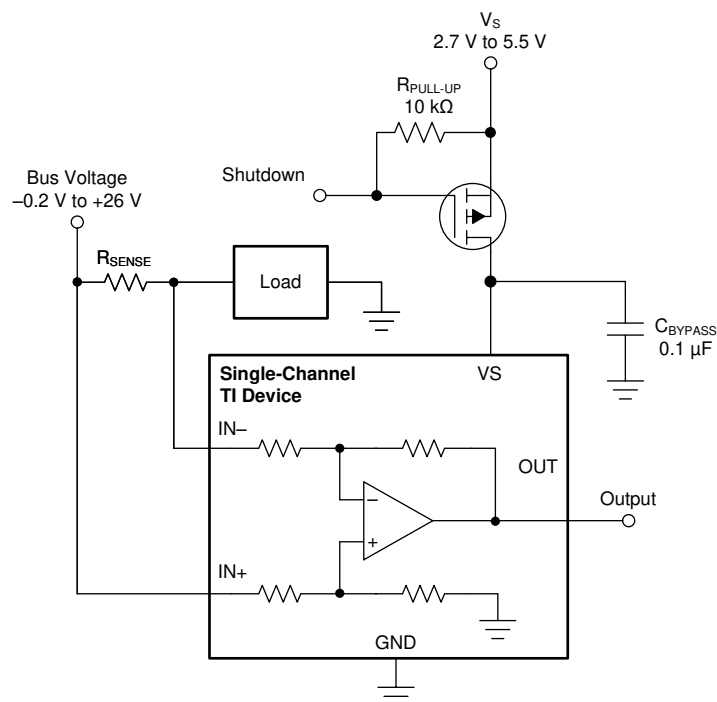 VS
2.7 V to 5.5 V
RPULL-UP
10 kΩ
Shutdown
Bus Voltage
–0.2 V to +26 V
RSENSE
Load
CBYPASS
0.1 µF
Single-Channel
TI Device
VS
IN–
OUT
Output
–
+
IN+
GND